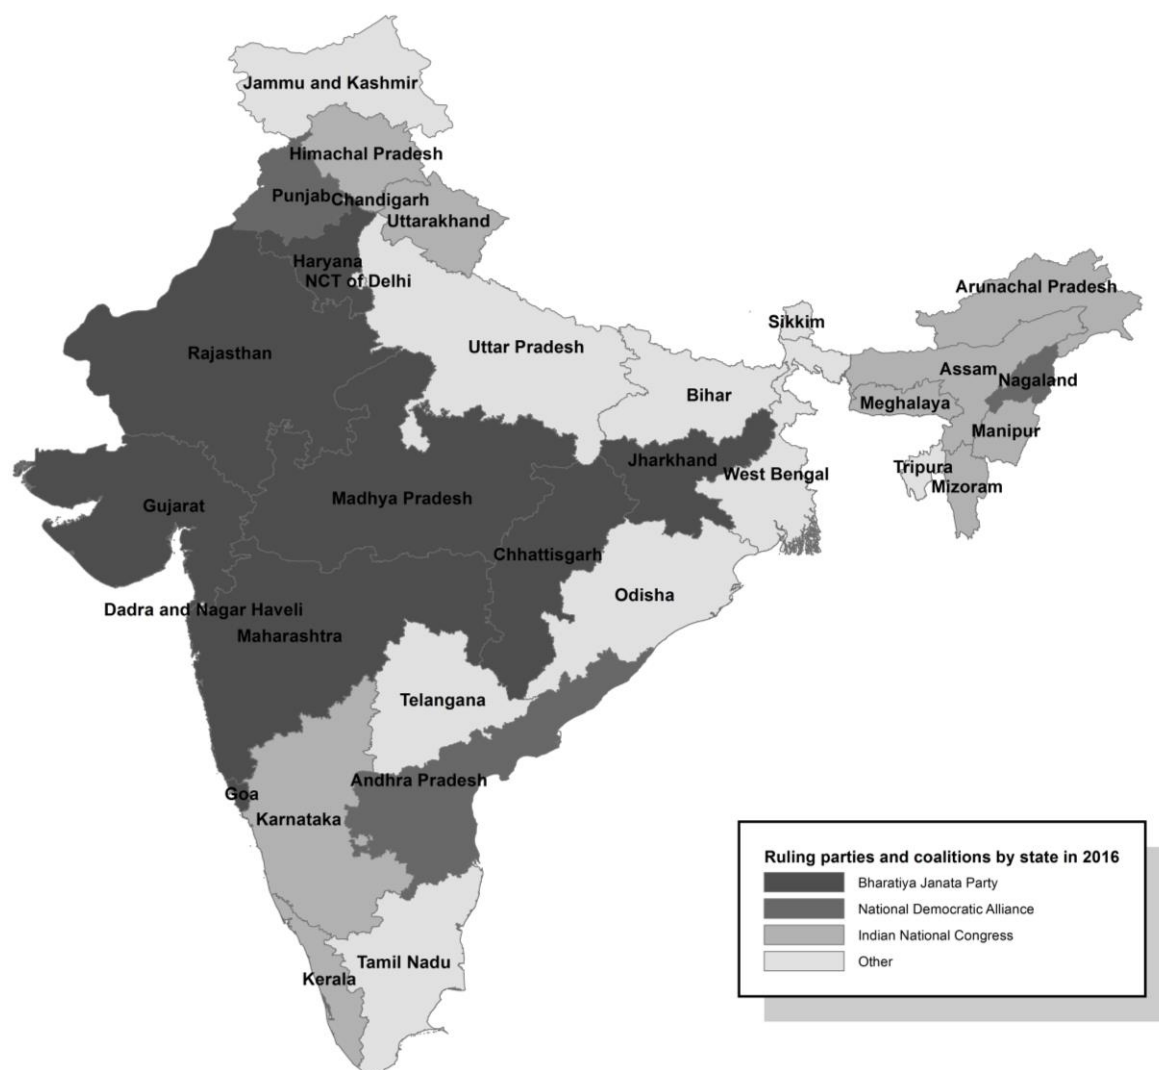 Jammu and Kashmir
Himachal Pradesh
Punjab
Chandigarh
Uttarakhand
Haryana
NCT of Delhi
Arunachal Pradesh
Sikkim
Rajasthan
Uttar Pradesh
Assam
Nagaland
Bihar
Meghalaya
Manipur
Jharkhand
Tripura
West Bengal
Mizoram
Madhya Pradesh
Gujarat
Chhattisgarh
Odisha
Dadra and Nagar Haveli
Maharashtra
Telangana
Andhra Pradesh
Goa
Karnataka
Tamil Nadu
Kerala
Ruling parties and coalitions by state in 2016
Bharatiya Janata Party
National Democratic Alliance
Indian National Congress
Other